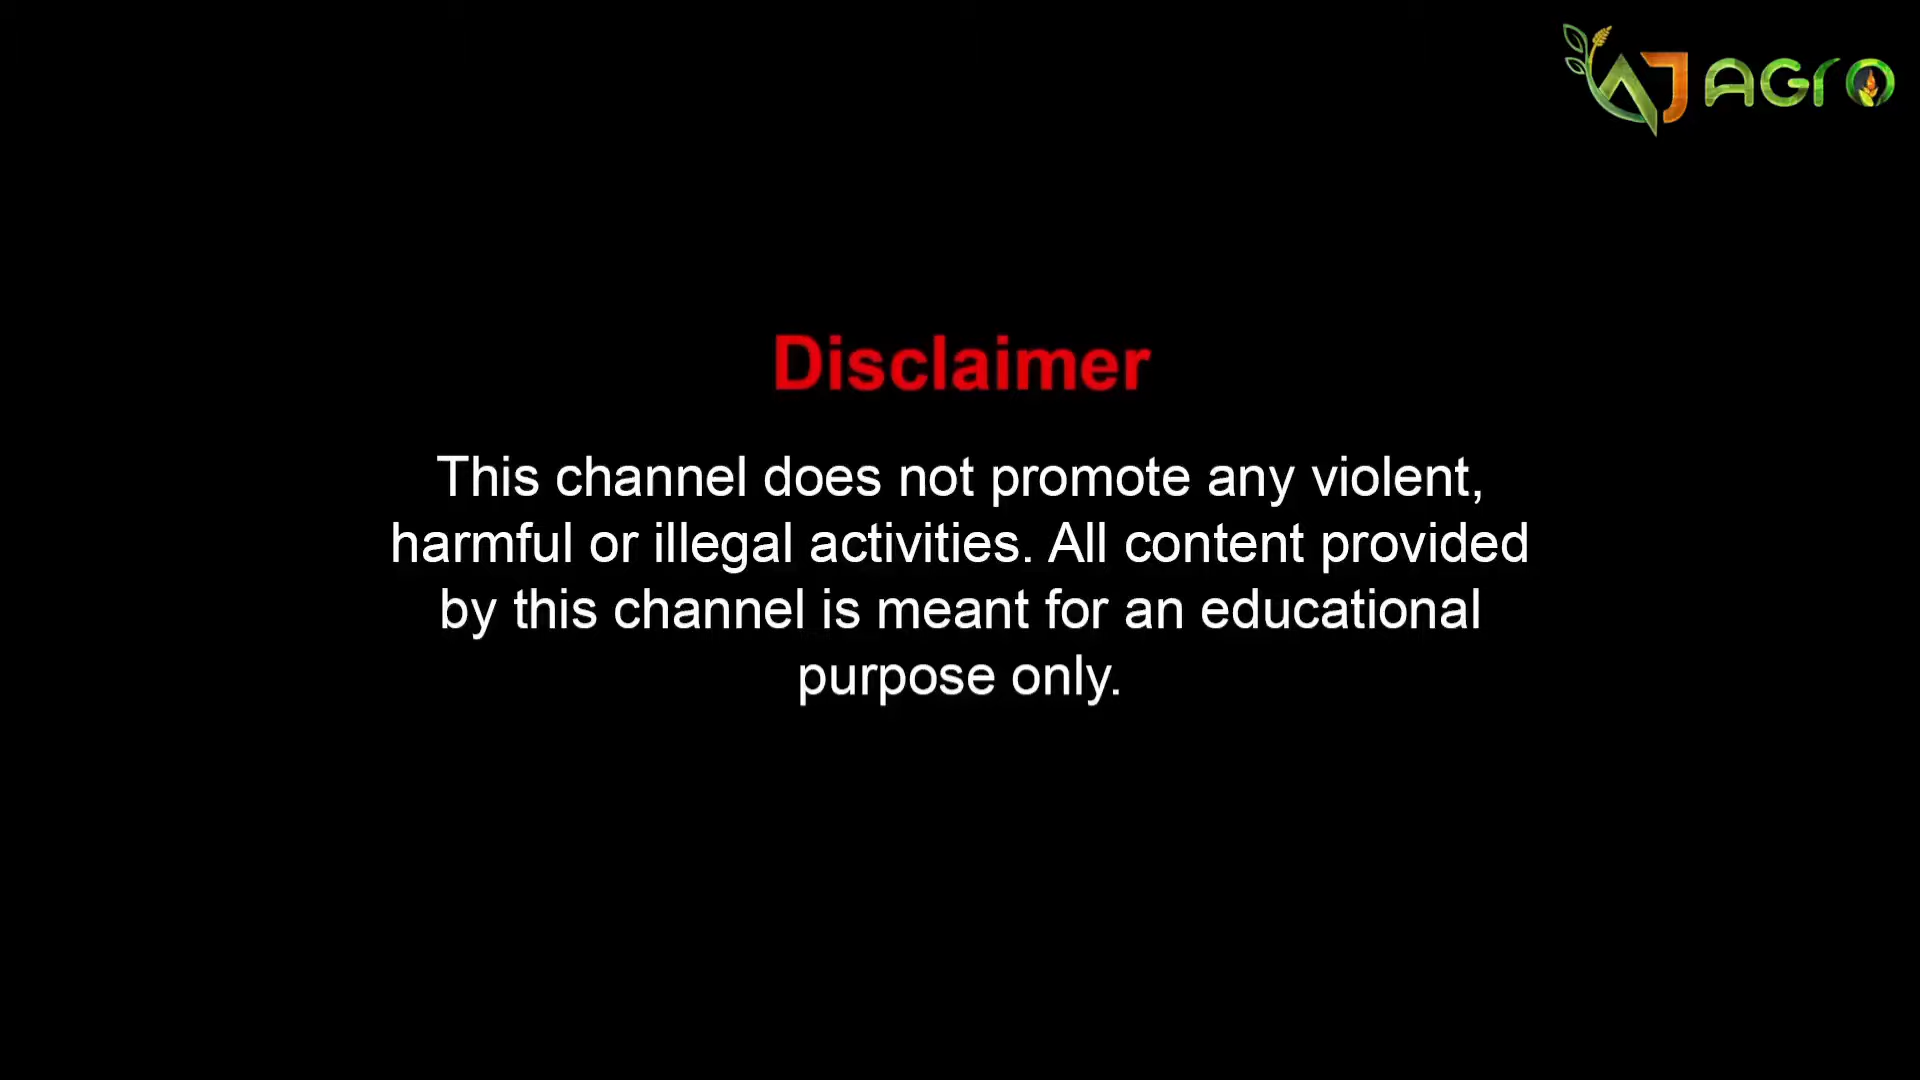 AJ AGrO
Disclaimer
This channel does not promote any violent,
harmful or illegal activities. All content provided
by this channel is meant for an educational
purpose only.